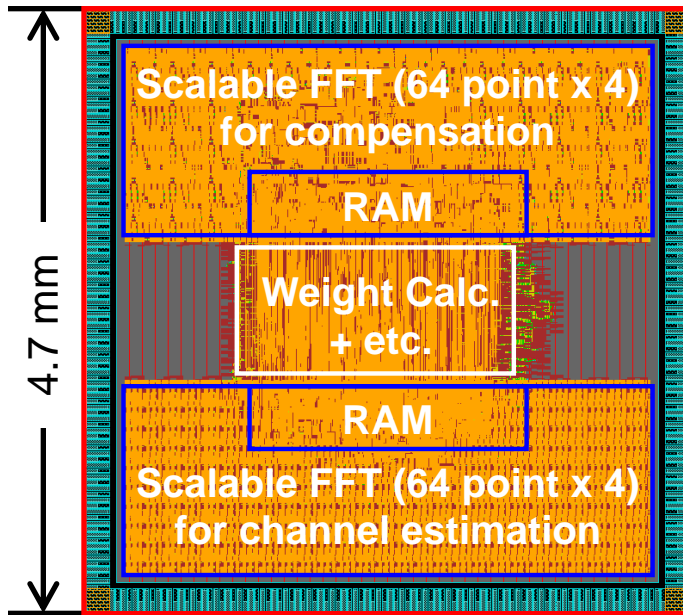 Scalable FFT (64 point x 4)
for compensation
RAM
Weight Calc.
+ etc.
4.7 mm
RAM
Scalable FFT (64 point x 4)
for channel estimation